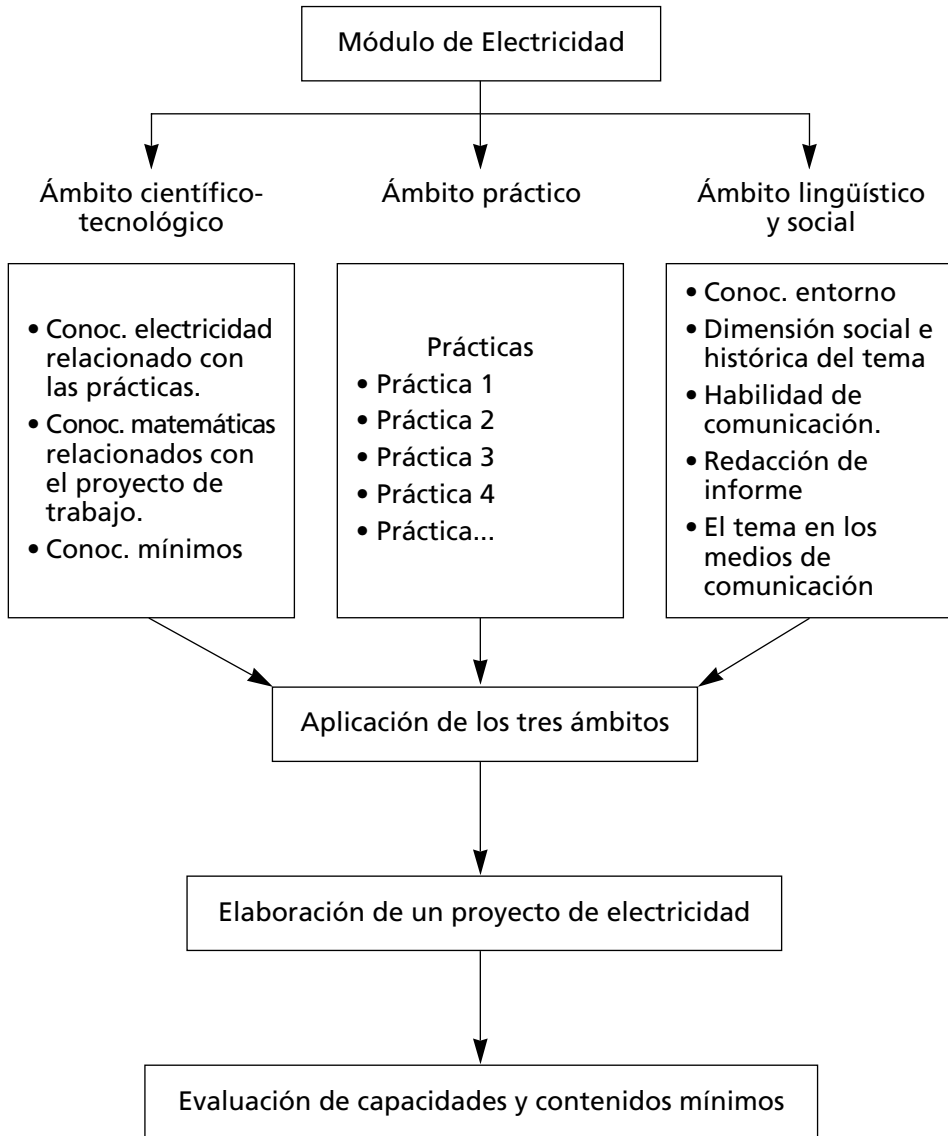 Módulo de Electricidad
Ámbito científico-
tecnológico
Ámbito práctico
Ámbito lingüístico
y social
• Conoc. electricidad
relacionado con
las prácticas.
• Conoc. matemáticas
relacionados con
el proyecto de
trabajo.
• Conoc. mínimos
Prácticas
• Práctica 1
• Práctica 2
• Práctica 3
• Práctica 4
• Práctica...
• Conoc. entorno
• Dimensión social e
histórica del tema
• Habilidad de
comunicación.
• Redacción de
informe
• El tema en los
medios de
comunicación
Aplicación de los tres ámbitos
Elaboración de un proyecto de electricidad
Evaluación de capacidades y contenidos mínimos